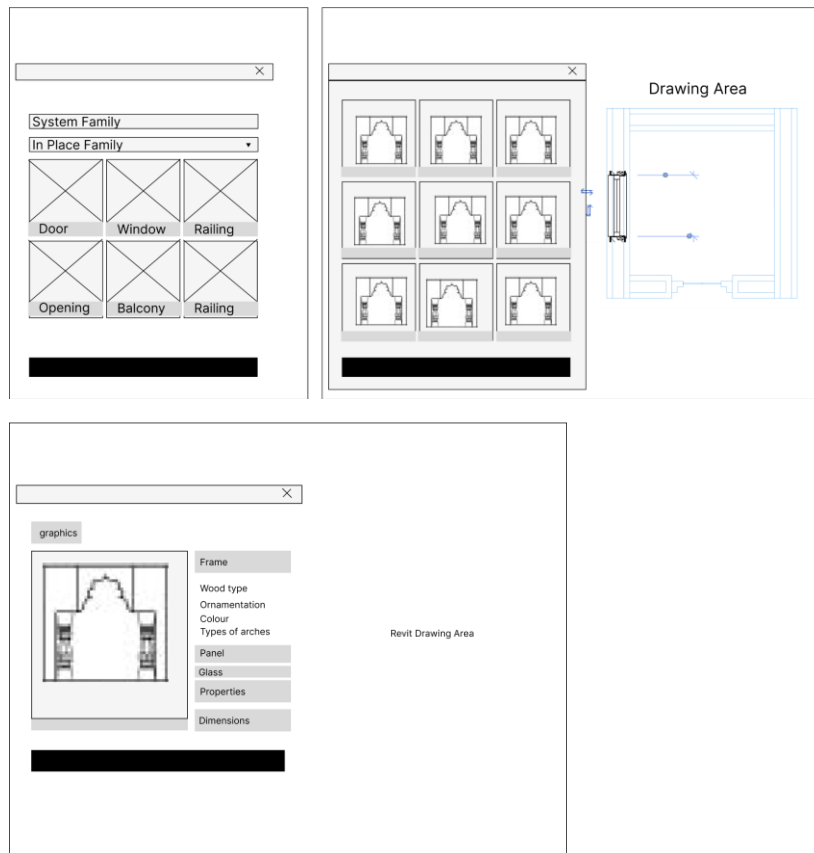 System Family
In Place Family
Door
Window
Railing
Opening
Balcony
Railing
Drawing Area
graphics
Frame
Wood type
Ornamentation
Colour
Types of arches
Panel
Glass
Properties
Dimensions
Revit Drawing Area